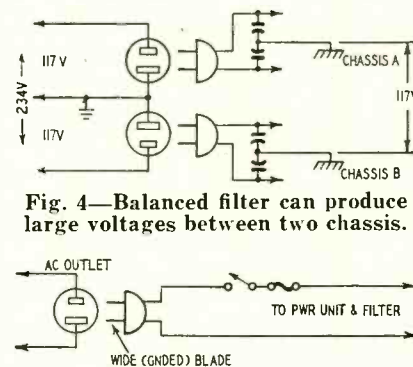 117 V
234V
117V
CHASSIS A
117V
CHASSIS B
Fig. 4—Balanced filter can produce
large voltages between two chassis.
AC OUTLET
TO PWR UNIT & FILTER
WIDE (GNDED) BLADE